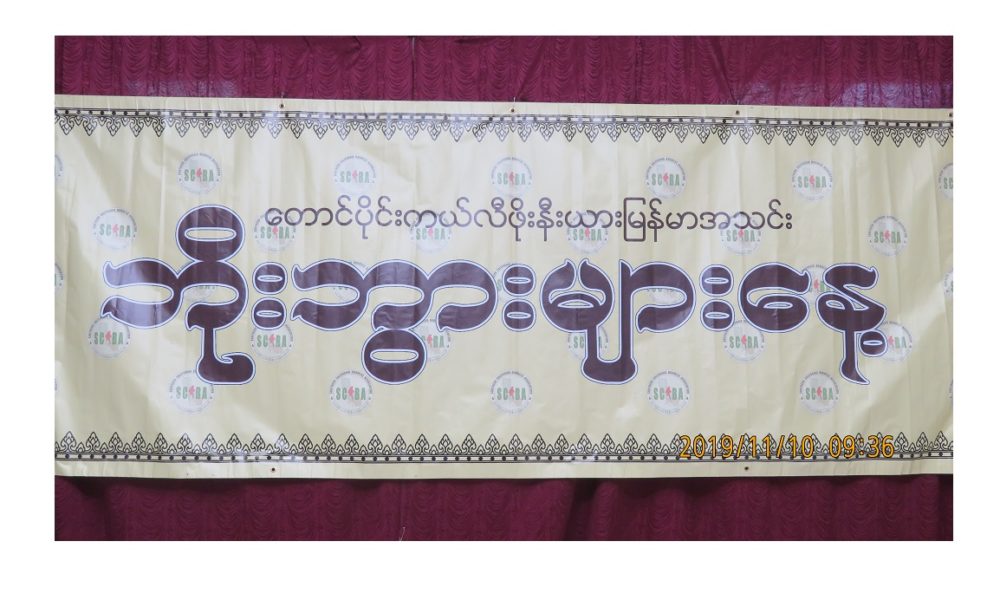 တောင်ပိုင်းကယ်လီဖိုးနီးယားမြန်မာအသင်း
ဘိုးဘွားများနေ့
SCBA
2019/11/10 09:36